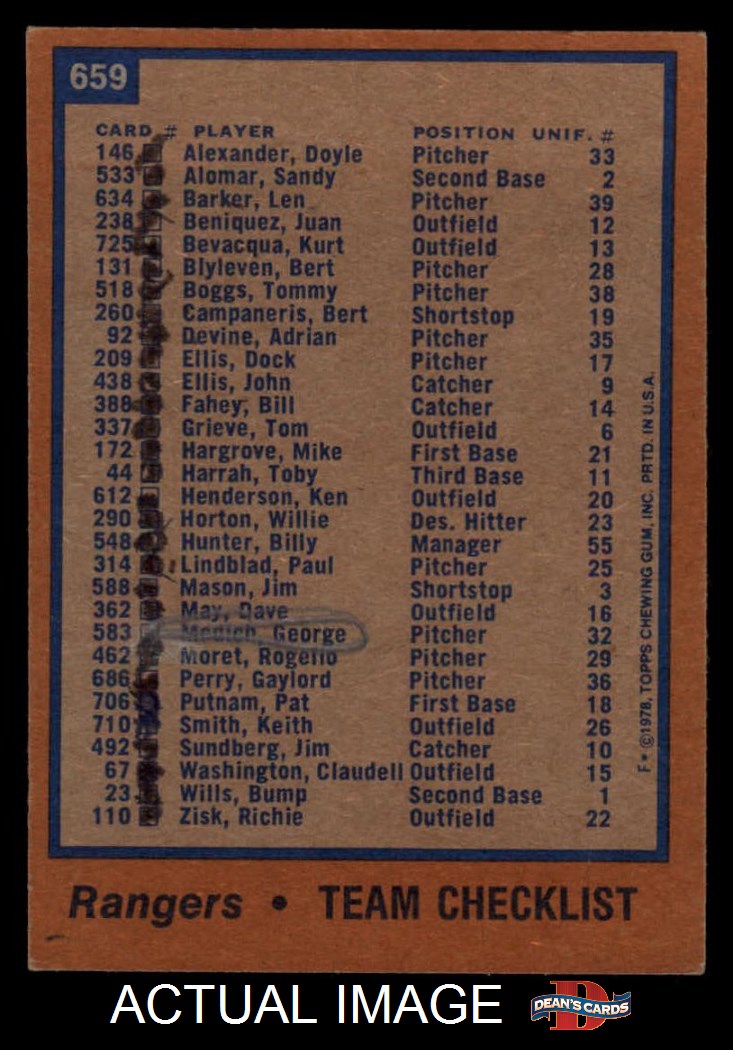 659
CARD # PLAYER POSITION UNIF. #
146 Alexander, Doyle Pitcher 33
533 Alomar, Sandy Second Base 2
634 Barker, Len Pitcher 39
238 Beniquez, Juan Outfield 12
725 Bevacqua, Kurt Outfield 13
131 Blyleven, Bert Pitcher 28
518 Boggs, Tommy Pitcher 38
260 Campaneris, Bert Shortstop 19
92 Devine, Adrian Pitcher 35
209 Ellis, Dock Pitcher 17
438 Ellis, John Catcher 9
388 Fahey, Bill Catcher 14
337 Grieve, Tom Outfield 6
172 Hargrove, Mike First Base 21
44 Harrah, Toby Third Base 11
612 Henderson, Ken Outfield 20
290 Horton, Willie Des. Hitter 23
548 Hunter, Billy Manager 55
314 Lindblad, Paul Pitcher 25
588 Mason, Jim Shortstop 3
362 May, Dave Outfield 16
583 Medich, George Pitcher 32
462 Moret, Rogelio Pitcher 29
686 Perry, Gaylord Pitcher 36
706 Putnam, Pat First Base 18
710 Smith, Keith Outfield 26
492 Sundberg, Jim Catcher 10
67 Washington, Claudell Outfield 15
23 Wills, Bump Second Base 1
110 Zisk, Richie Outfield 22
F* ©1978, TOPPS CHEWING GUM, INC. PRTD. IN U.S.A.
Rangers • TEAM CHECKLIST
ACTUAL IMAGE
DEAN'S CARDS